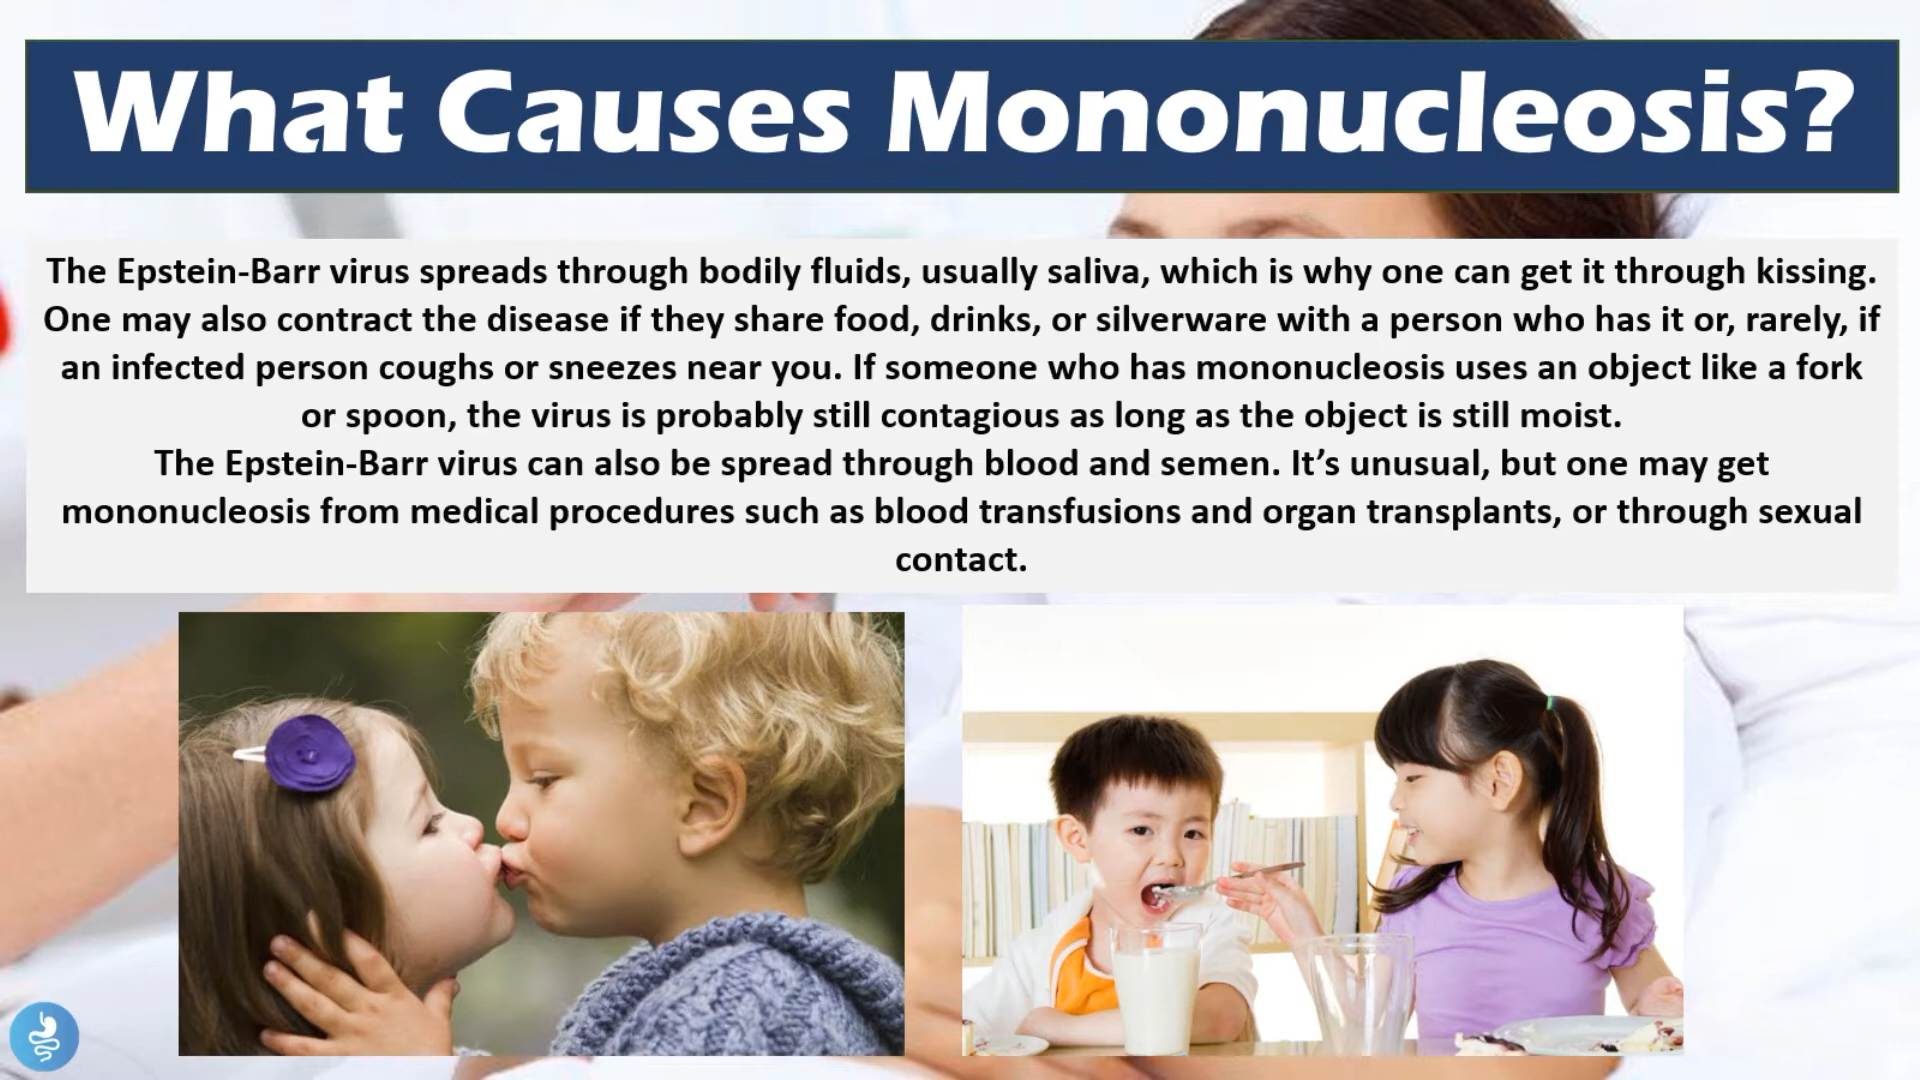 What Causes Mononucleosis?
The Epstein-Barr virus spreads through bodily fluids, usually saliva, which is why one can get it through kissing.
One may also contract the disease if they share food, drinks, or silverware with a person who has it or, rarely, if
an infected person coughs or sneezes near you. If someone who has mononucleosis uses an object like a fork
or spoon, the virus is probably still contagious as long as the object is still moist.
The Epstein-Barr virus can also be spread through blood and semen. It’s unusual, but one may get
mononucleosis from medical procedures such as blood transfusions and organ transplants, or through sexual
contact.